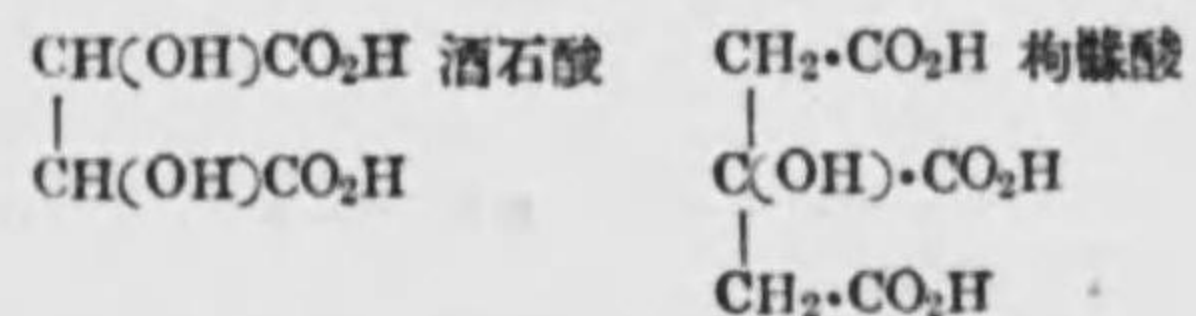 CH(OH)CO₂H 酒石酸
|
CH(OH)CO₂H
CH₂•CO₂H 枸櫞酸
|
C(OH)•CO₂H
|
CH₂•CO₂H